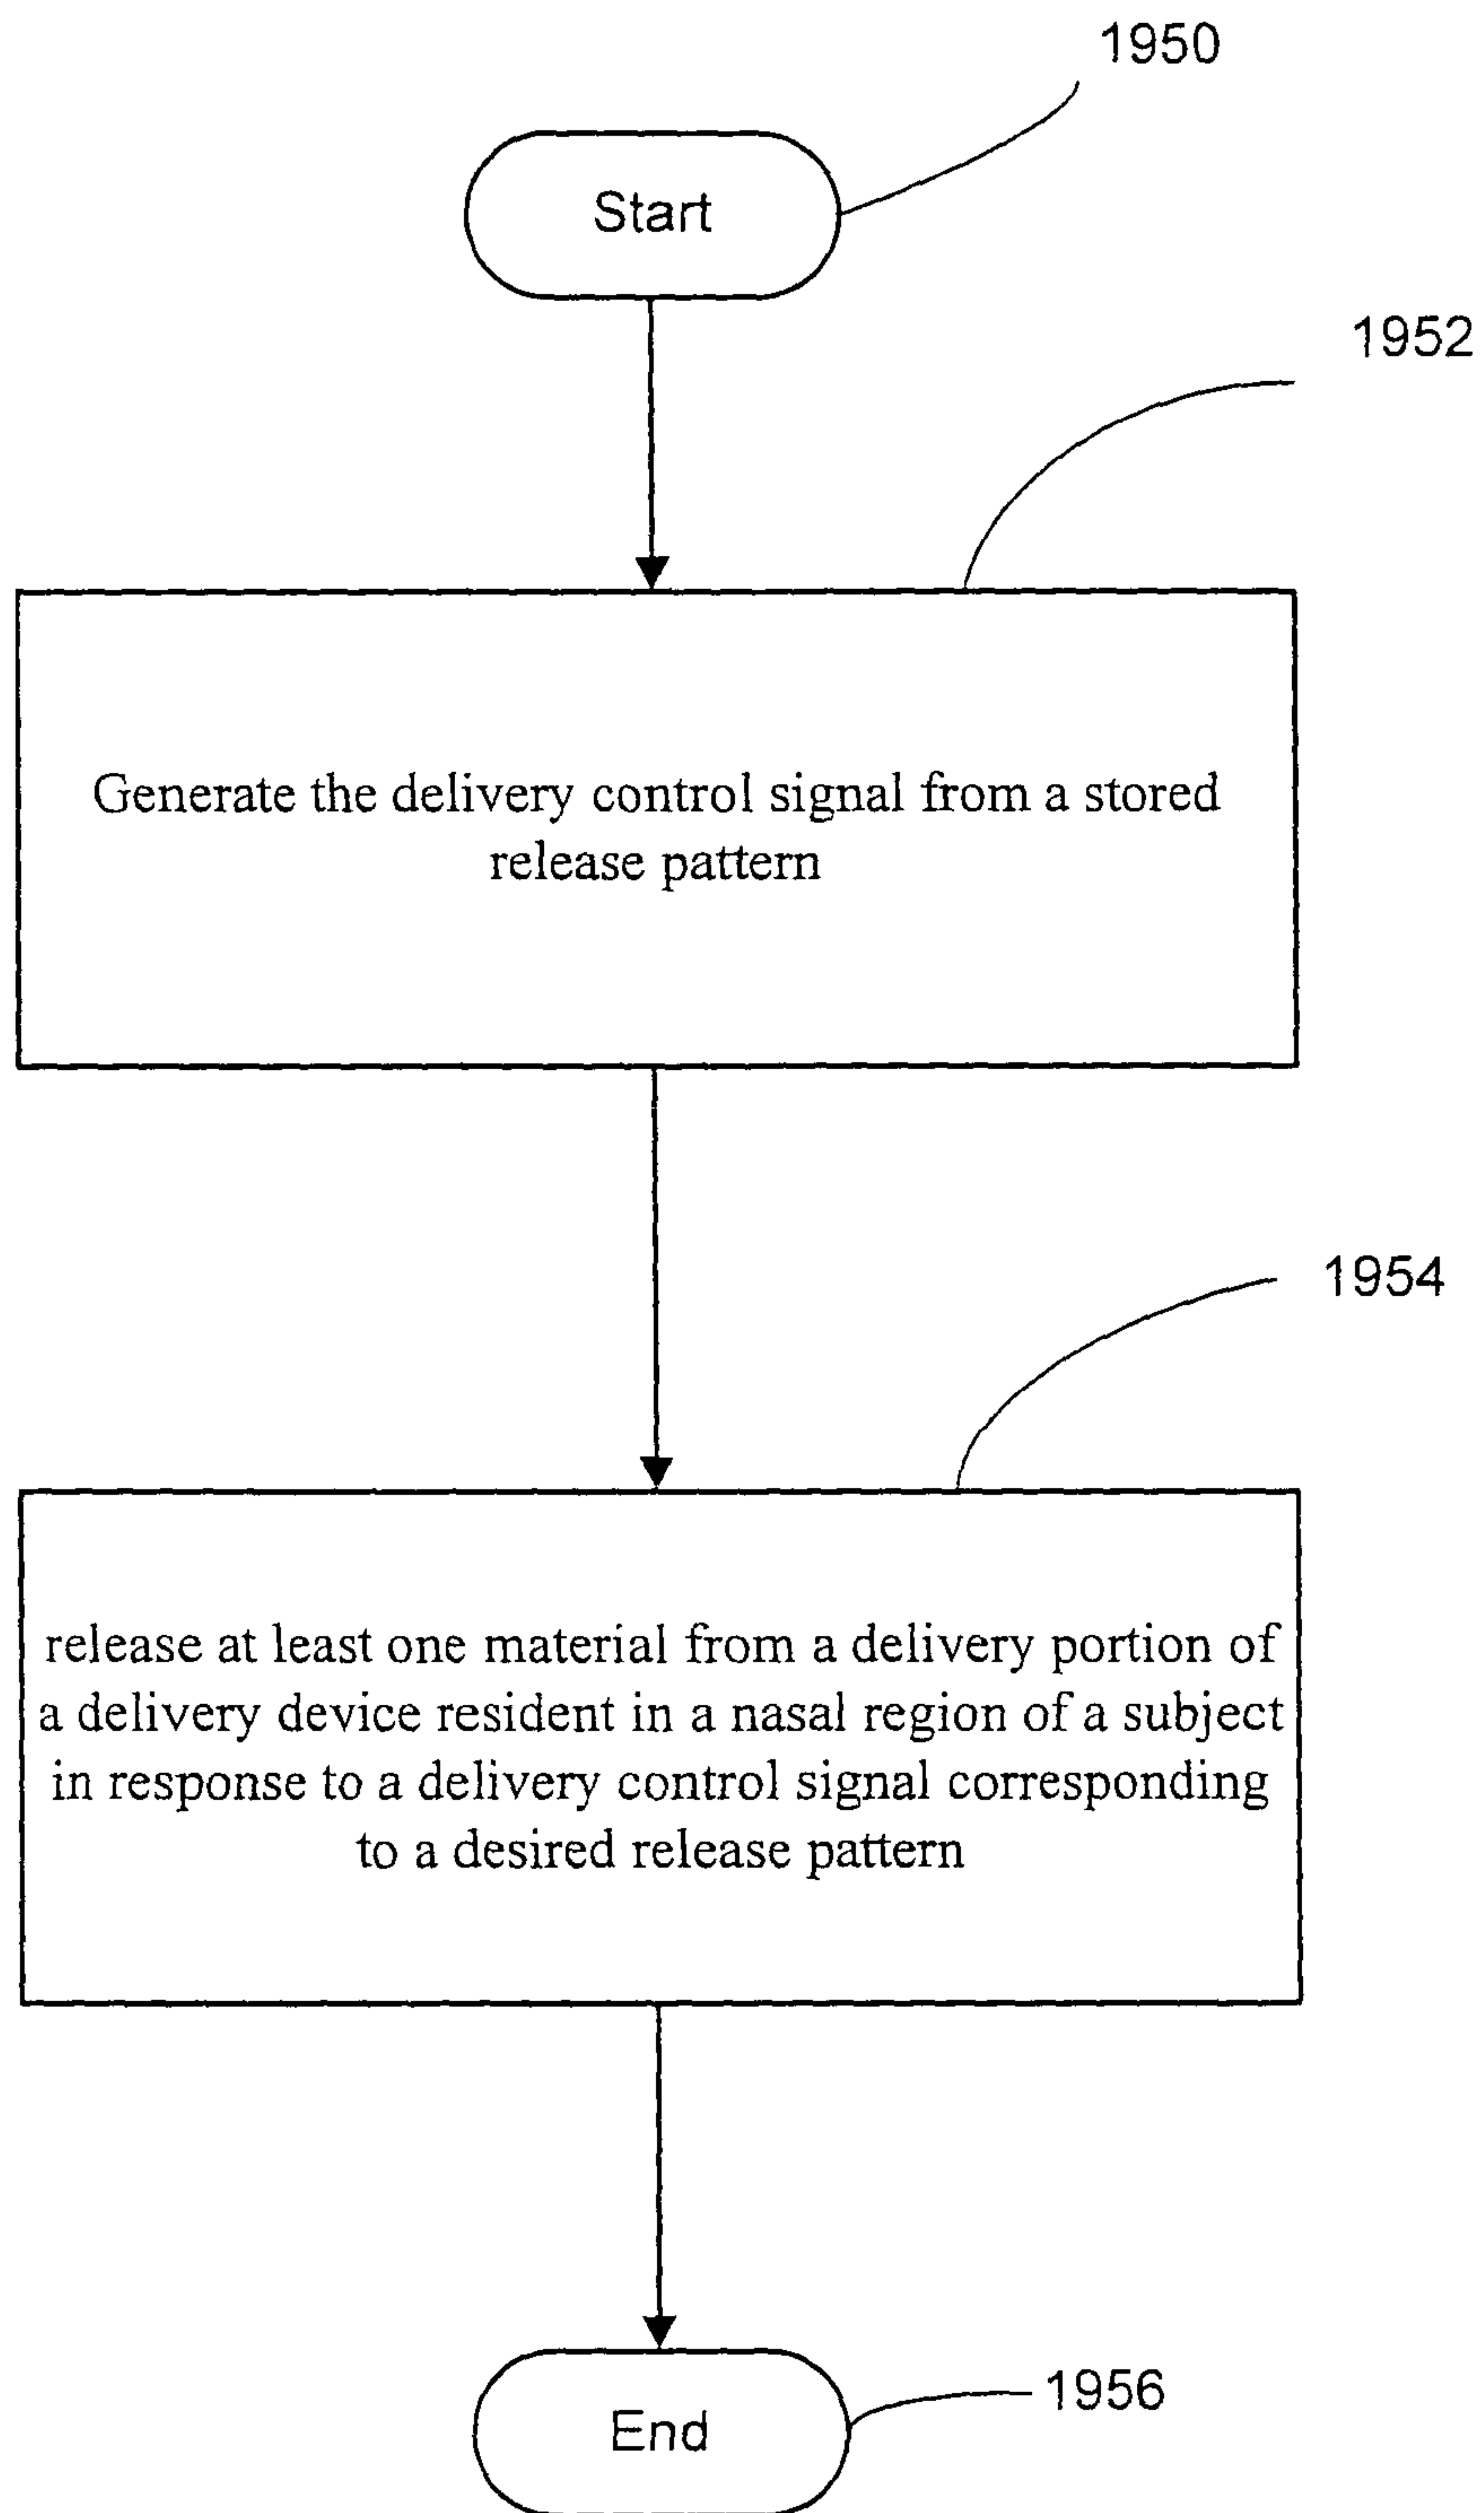 1950
Start
1952
Generate the delivery control signal from a stored
release pattern
1954
release at least one material from a delivery portion of
a delivery device resident in a nasal region of a subject
in response to a delivery control signal corresponding
to a desired release pattern
1956
End